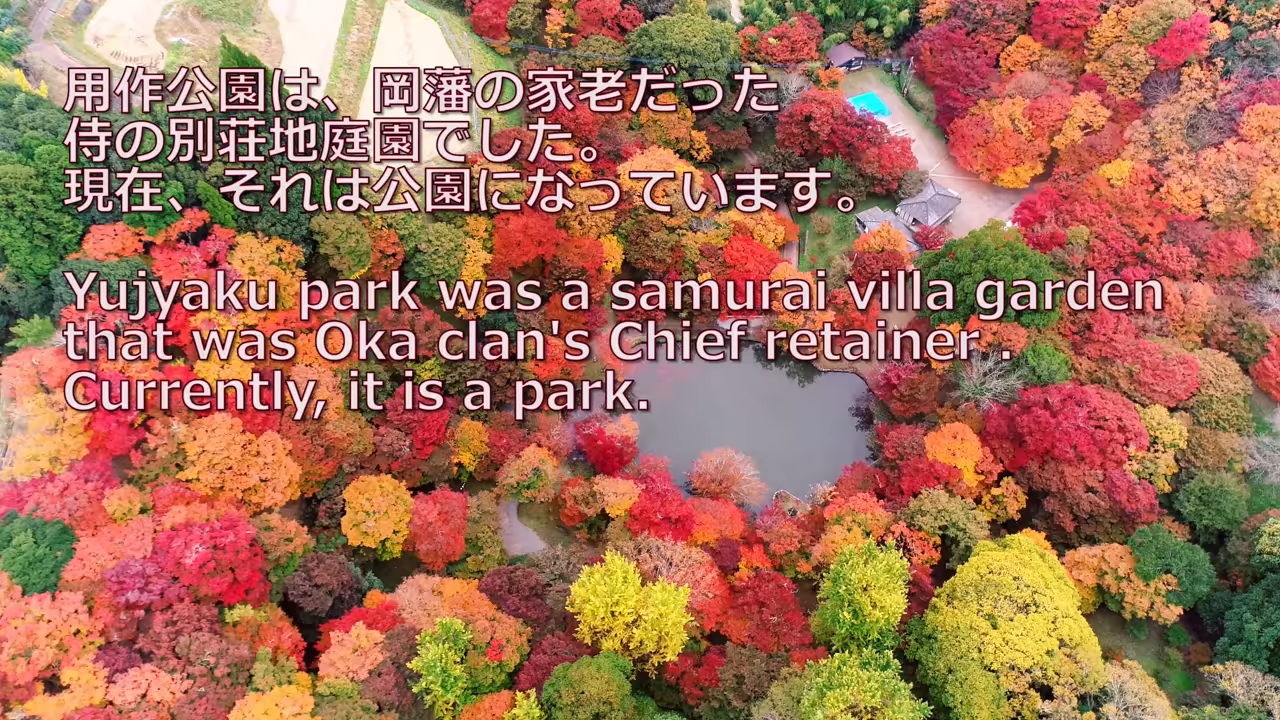 用作公園は、岡藩の家老だった
侍の別荘地庭園でした。
現在、それは公園になっています。
Yujyaku park was a samurai villa garden
that was Oka clan's Chief retainer .
Currently, it is a park.